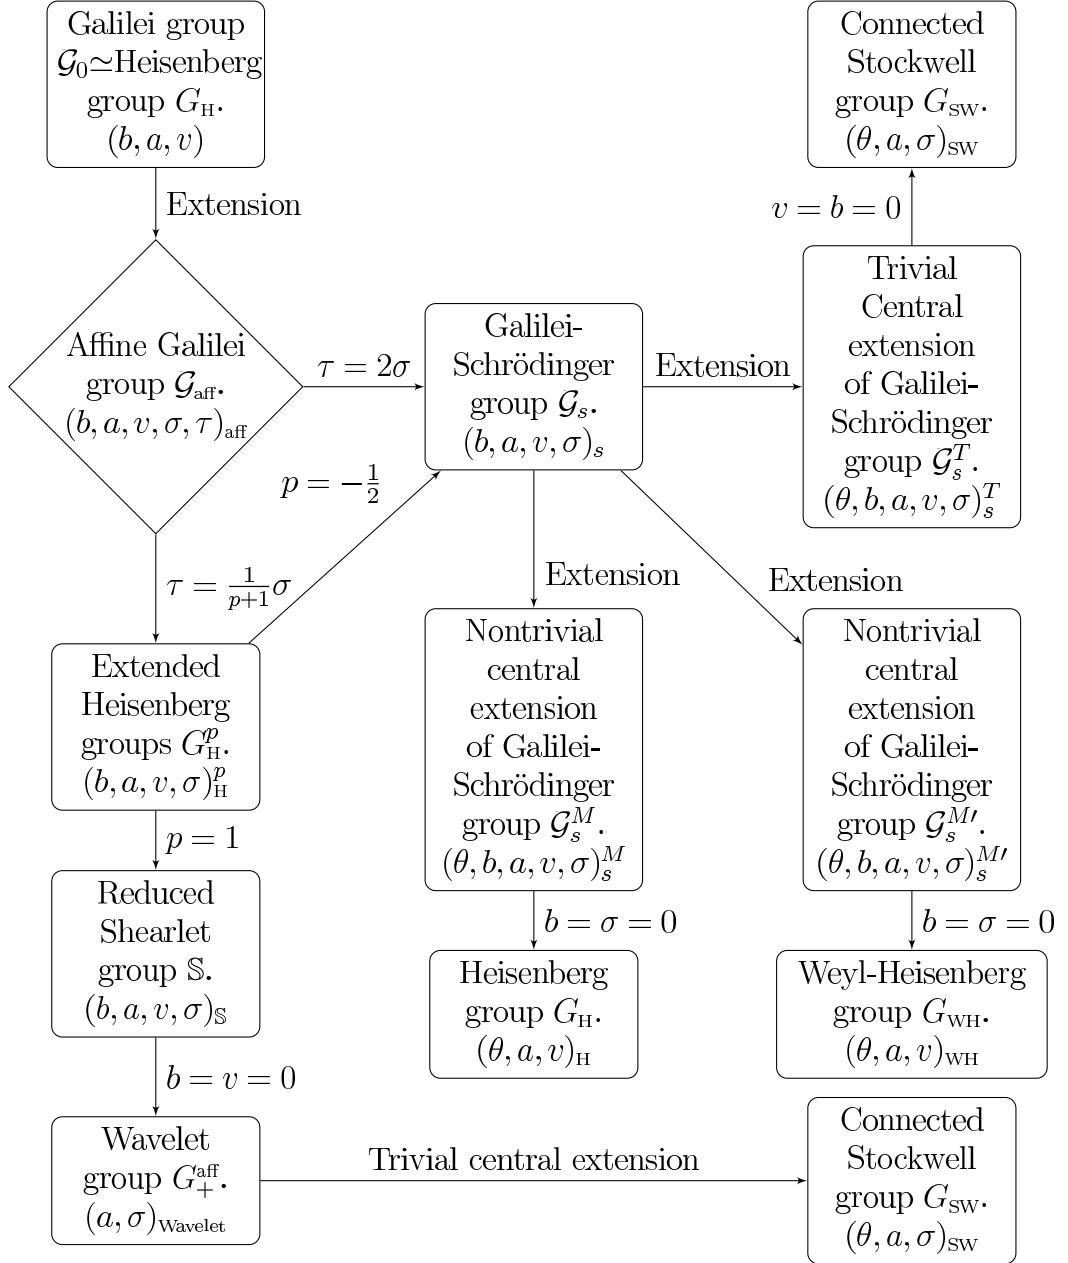 Galilei group
𝒢₀≃Heisenberg
group G_H.
(b, a, v)
Extension
Affine Galilei
group 𝒢_aff.
(b, a, v, σ, τ)_aff
τ = 2σ
Galilei-
Schrödinger
group 𝒢_s.
(b, a, v, σ)_s
Extension
Connected
Stockwell
group G_SW.
(θ, a, σ)_SW
v = b = 0
Trivial
Central
extension
of Galilei-
Schrödinger
group 𝒢_s^T.
(θ, b, a, v, σ)_s^T
p = −1/2
τ = 1/(p+1) σ
Extension
Extension
Extended
Heisenberg
groups G_H^p.
(b, a, v, σ)_H^p
p = 1
Reduced
Shearlet
group 𝕊.
(b, a, v, σ)_𝕊
b = v = 0
Wavelet
group G_+^aff.
(a, σ)_Wavelet
Nontrivial
central
extension
of Galilei-
Schrödinger
group 𝒢_s^M.
(θ, b, a, v, σ)_s^M
b = σ = 0
Heisenberg
group G_H.
(θ, a, v)_H
Nontrivial
central
extension
of Galilei-
Schrödinger
group 𝒢_s^M′.
(θ, b, a, v, σ)_s^M′
b = σ = 0
Weyl-Heisenberg
group G_WH.
(θ, a, v)_WH
Trivial central extension
Connected
Stockwell
group G_SW.
(θ, a, σ)_SW